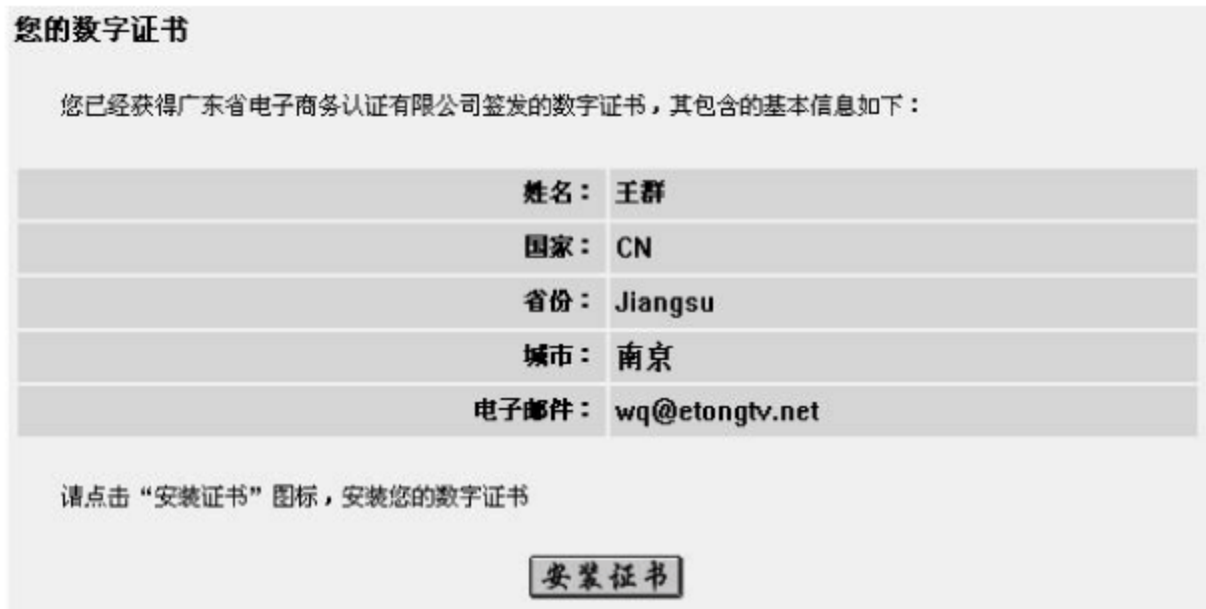 您的数字证书
您已经获得广东省电子商务认证有限公司签发的数字证书，其包含的基本信息如下：
姓名： 王群
国家： CN
省份： Jiangsu
城市： 南京
电子邮件： wq@etongtv.net
请点击“安装证书”图标，安装您的数字证书
安装证书